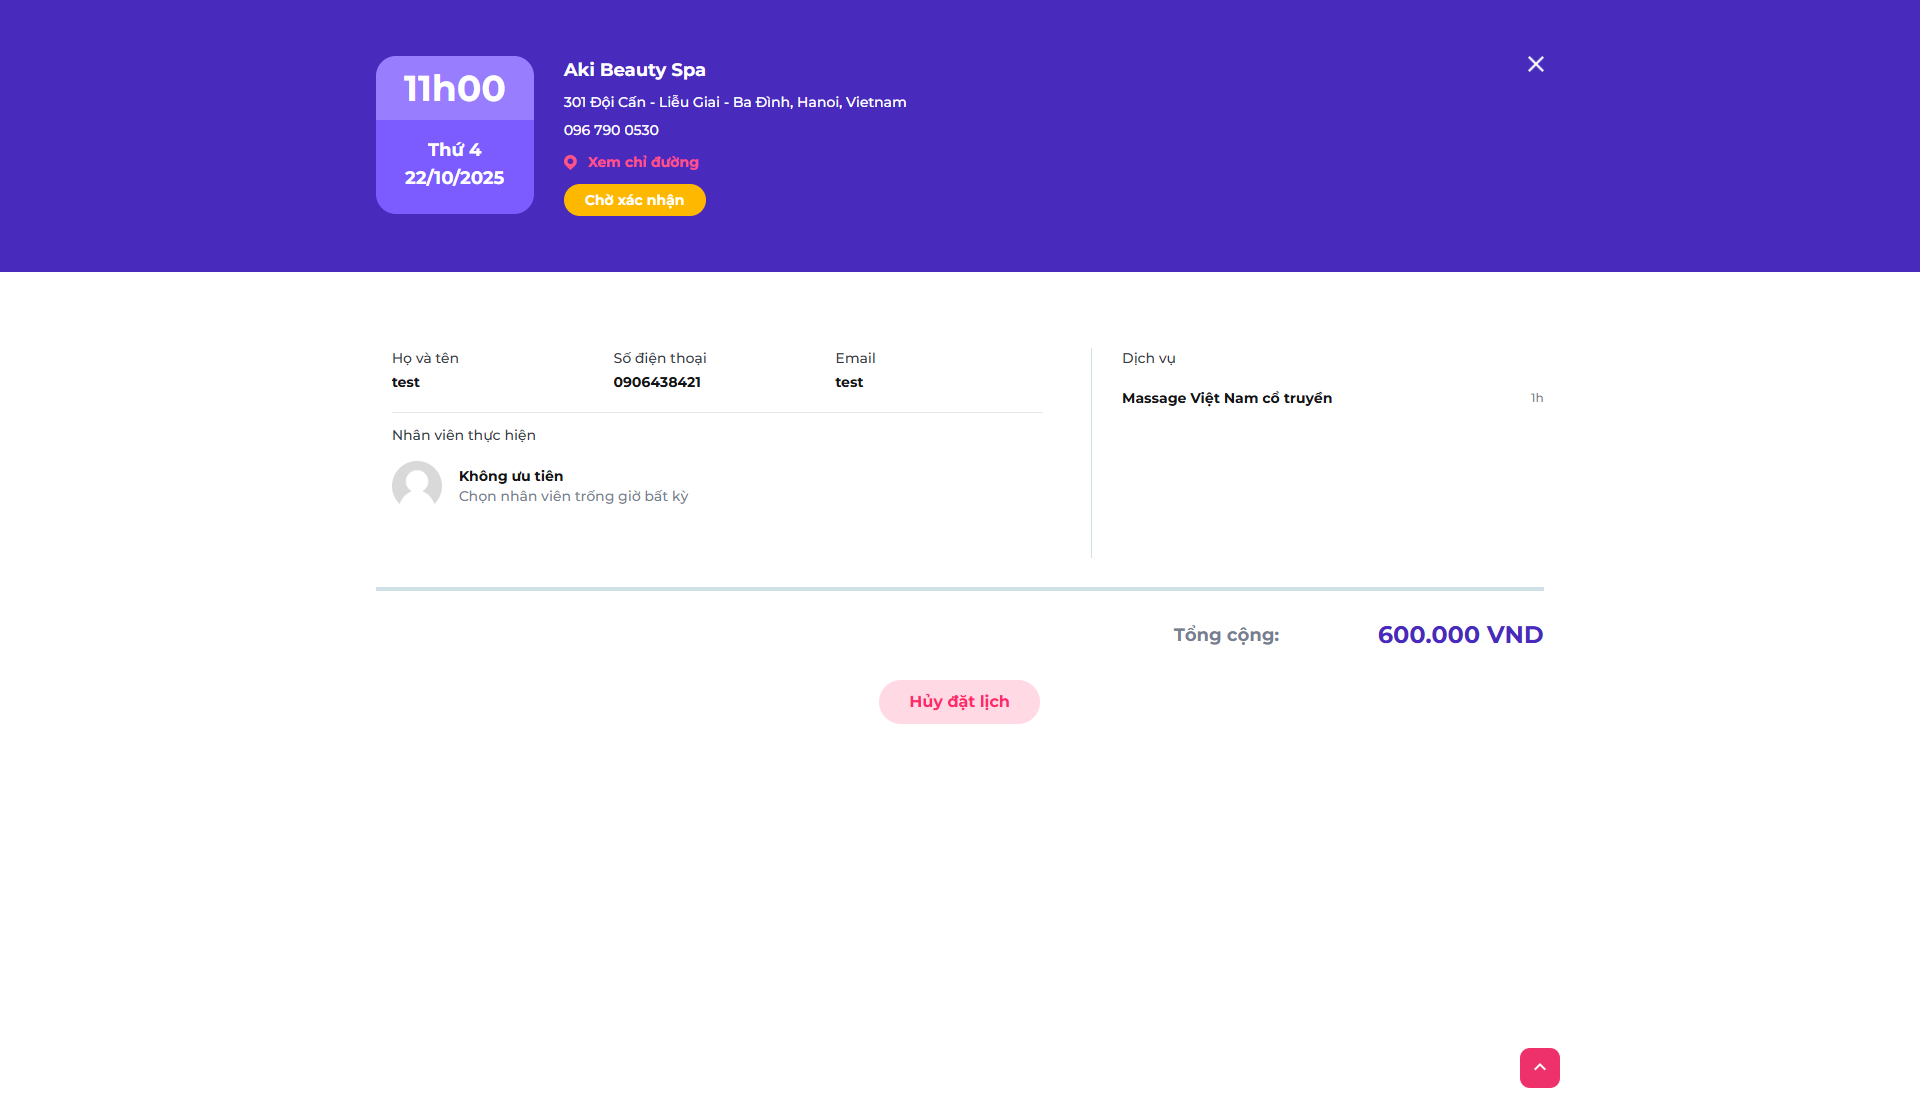 11h00
Thứ 4
22/10/2025
Aki Beauty Spa
301 Đội Cấn - Liễu Giai - Ba Đình, Hanoi, Vietnam
096 790 0530
Xem chỉ đường
Chờ xác nhận
Họ và tên
test
Số điện thoại
0906438421
Email
test
Nhân viên thực hiện
Không ưu tiên
Chọn nhân viên trống giờ bất kỳ
Dịch vụ
Massage Việt Nam cổ truyền 1h
Tổng cộng: 600.000 VND
Hủy đặt lịch